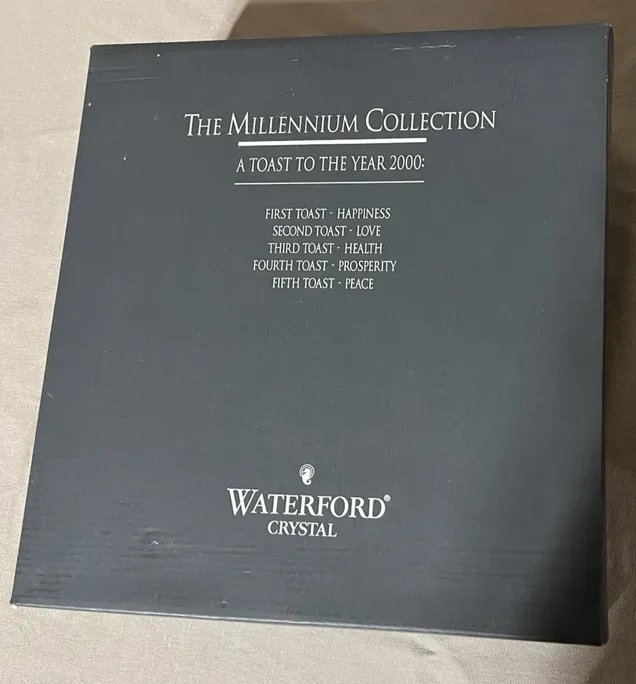 THE MILLENNIUM COLLECTION
A TOAST TO THE YEAR 2000:
FIRST TOAST - HAPPINESS
SECOND TOAST - LOVE
THIRD TOAST - HEALTH
FOURTH TOAST - PROSPERITY
FIFTH TOAST - PEACE
WATERFORD®
CRYSTAL